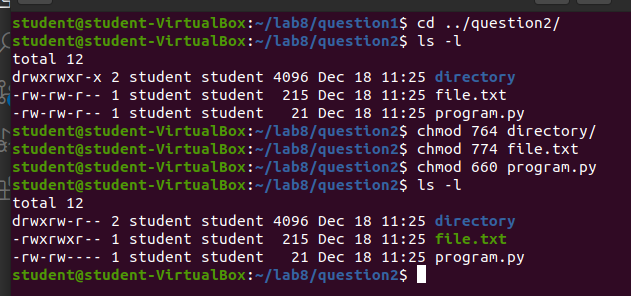 student@student-VirtualBox:~/lab8/question1$ cd ../question2/
student@student-VirtualBox:~/lab8/question2$ ls -l
total 12
drwxrwxr-x 2 student student 4096 Dec 18 11:25 directory
-rw-rw-r-- 1 student student  215 Dec 18 11:25 file.txt
-rw-rw-r-- 1 student student   21 Dec 18 11:25 program.py
student@student-VirtualBox:~/lab8/question2$ chmod 764 directory/
student@student-VirtualBox:~/lab8/question2$ chmod 774 file.txt
student@student-VirtualBox:~/lab8/question2$ chmod 660 program.py
student@student-VirtualBox:~/lab8/question2$ ls -l
total 12
drwxrw-r-- 2 student student 4096 Dec 18 11:25 directory
-rwxrwxr-- 1 student student  215 Dec 18 11:25 file.txt
-rw-rw---- 1 student student   21 Dec 18 11:25 program.py
student@student-VirtualBox:~/lab8/question2$